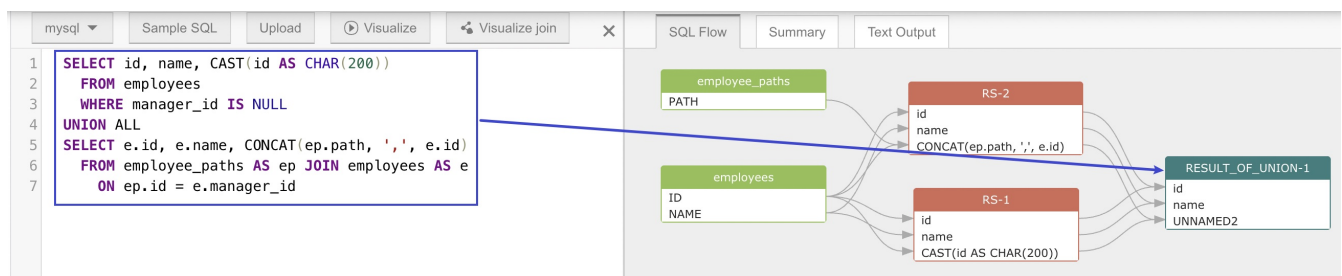 mysql
Sample SQL
Upload
Visualize
Visualize join
SQL Flow
Summary
Text Output
1 SELECT id, name, CAST(id AS CHAR(200))
2 FROM employees
3 WHERE manager_id IS NULL
4 UNION ALL
5 SELECT e.id, e.name, CONCAT(ep.path, ',', e.id)
6 FROM employee_paths AS ep JOIN employees AS e
7 ON ep.id = e.manager_id
employee_paths
PATH
employees
ID
NAME
RS-2
id
name
CONCAT(ep.path, ',', e.id)
RS-1
id
name
CAST(id AS CHAR(200))
RESULT_OF_UNION-1
id
name
UNNAMED2